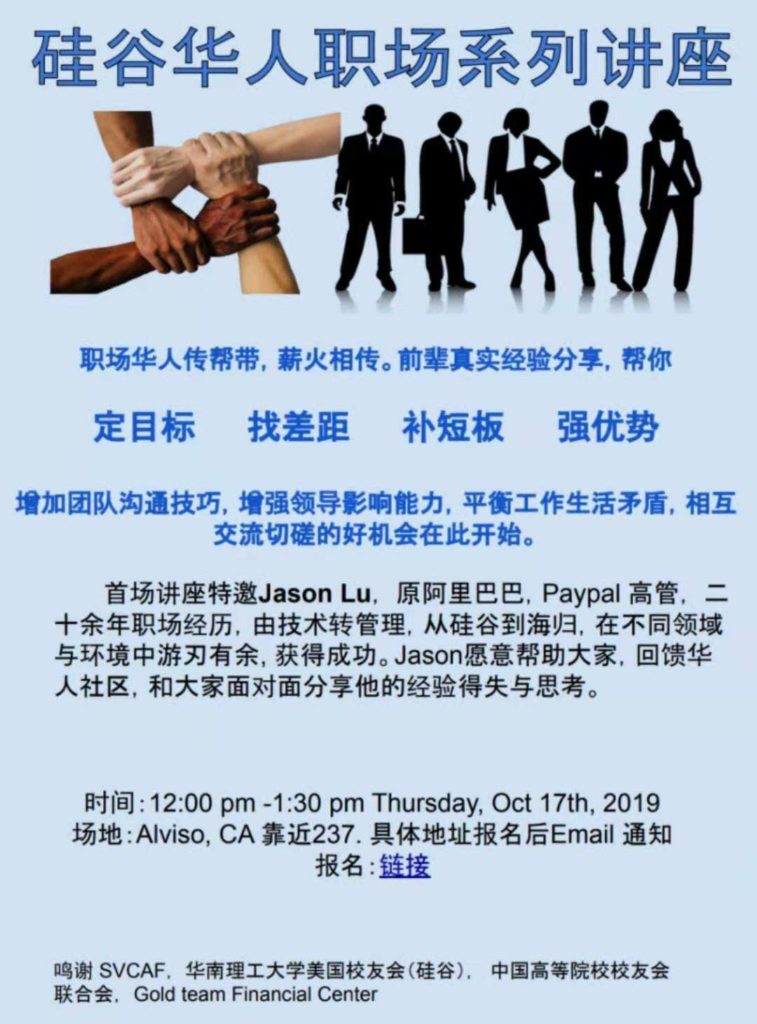 硅谷华人职场系列讲座
职场华人传帮带，薪火相传。前辈真实经验分享，帮你
定目标 找差距 补短板 强优势
增加团队沟通技巧，增强领导影响能力，平衡工作生活矛盾，相互
交流切磋的好机会在此开始。
首场讲座特邀Jason Lu， 原阿里巴巴，Paypal 高管， 二
十余年职场经历，由技术转管理，从硅谷到海归，在不同领域
与环境中游刃有余，获得成功。Jason愿意帮助大家，回馈华
人社区，和大家面对面分享他的经验得失与思考。
时间：12:00 pm -1:30 pm Thursday, Oct 17th, 2019
场地：Alviso, CA 靠近237. 具体地址报名后Email 通知
报名：链接
鸣谢 SVCAF， 华南理工大学美国校友会（硅谷）， 中国高等院校校友会
联合会， Gold team Financial Center